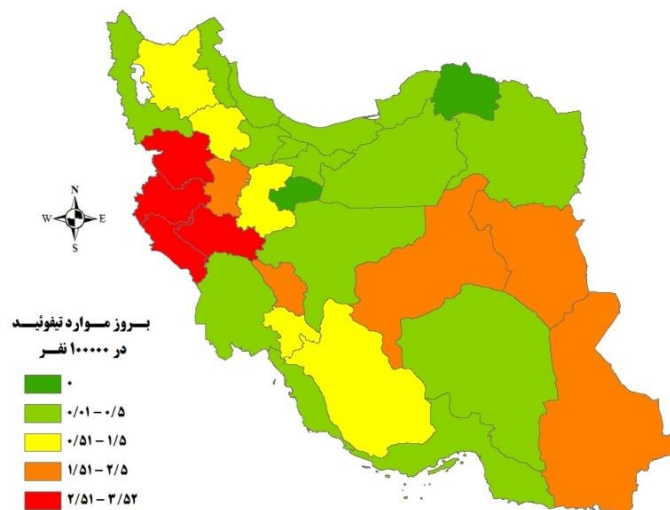 N
W E
S
بروز موارد تیفوئید
در ۱۰۰۰۰۰ نفر
۰
۰/۰۱ – ۰/۵
۰/۵۱ – ۱/۵
۱/۵۱ – ۲/۵
۲/۵۱ – ۳/۵۲